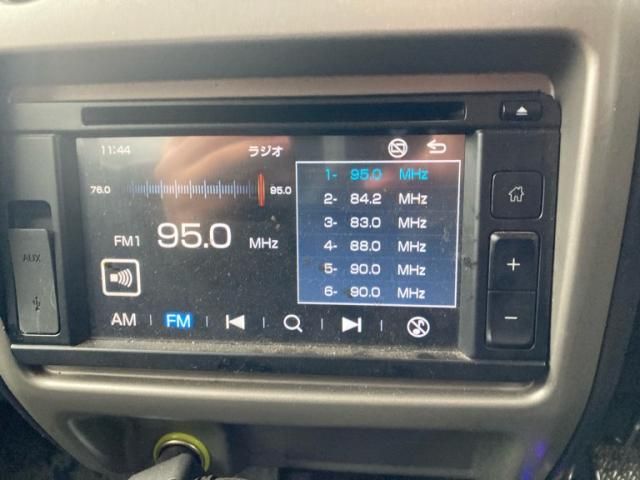 11:44
ラジオ
76.0
95.0
FM1 95.0 MHz
1- 95.0 MHz
2- 84.2 MHz
3- 83.0 MHz
4- 88.0 MHz
5- 90.0 MHz
6- 90.0 MHz
AM
FM
AUX
+
-